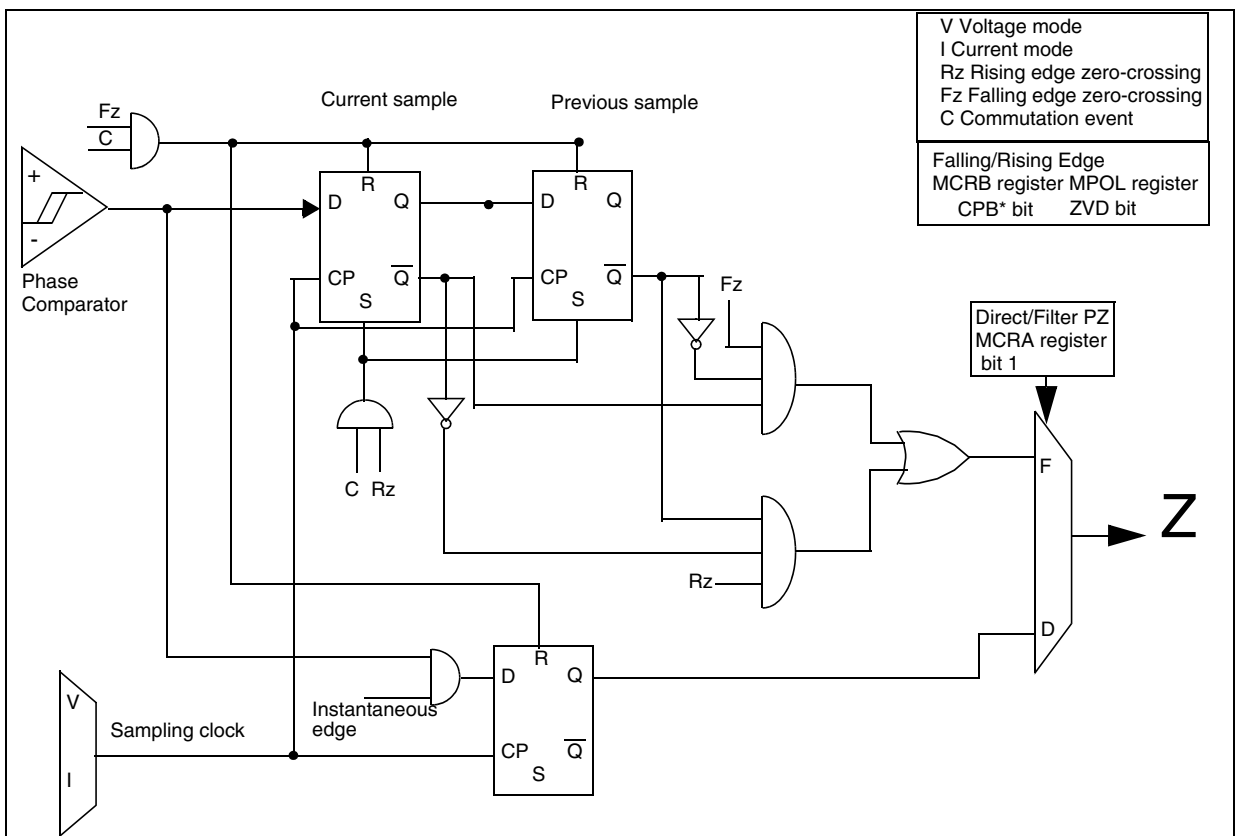 V Voltage mode
I Current mode
Rz Rising edge zero-crossing
Fz Falling edge zero-crossing
C Commutation event
Falling/Rising Edge
MCRB register MPOL register
CPB* bit ZVD bit
Current sample
Previous sample
Fz
C
+
-
Phase
Comparator
R
D Q
CP Q
S
R
D Q
CP Q
S
C Rz
Fz
Rz
Direct/Filter PZ
MCRA register
bit 1
F
D
Z
V
I
Sampling clock
Instantaneous
edge
R
D Q
CP Q
S